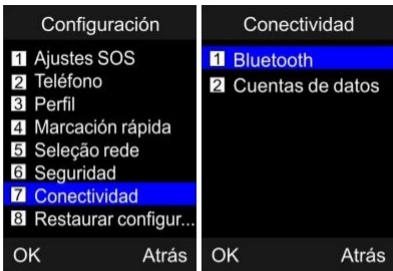 Configuración
1 Ajustes SOS
2 Teléfono
3 Perfil
4 Marcación rápida
5 Seleção rede
6 Seguridad
7 Conectividad
8 Restaurar configur...
OK Atrás
Conectividad
1 Bluetooth
2 Cuentas de datos
OK Atrás